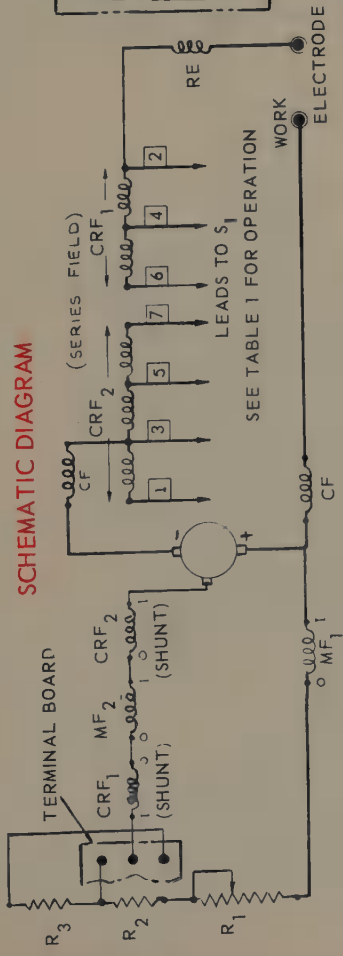 SCHEMATIC DIAGRAM
TERMINAL BOARD
R3
R2
R1
CRF1
(SHUNT)
I
O
MF2
O
I
CRF2
(SHUNT)
O
I
CF
-
+
(SERIES FIELD)
CRF2
CRF1
1
3
5
7
6
4
2
LEADS TO S1
SEE TABLE 1 FOR OPERATION
RE
WORK
ELECTRODE
CF
MF1
O
I